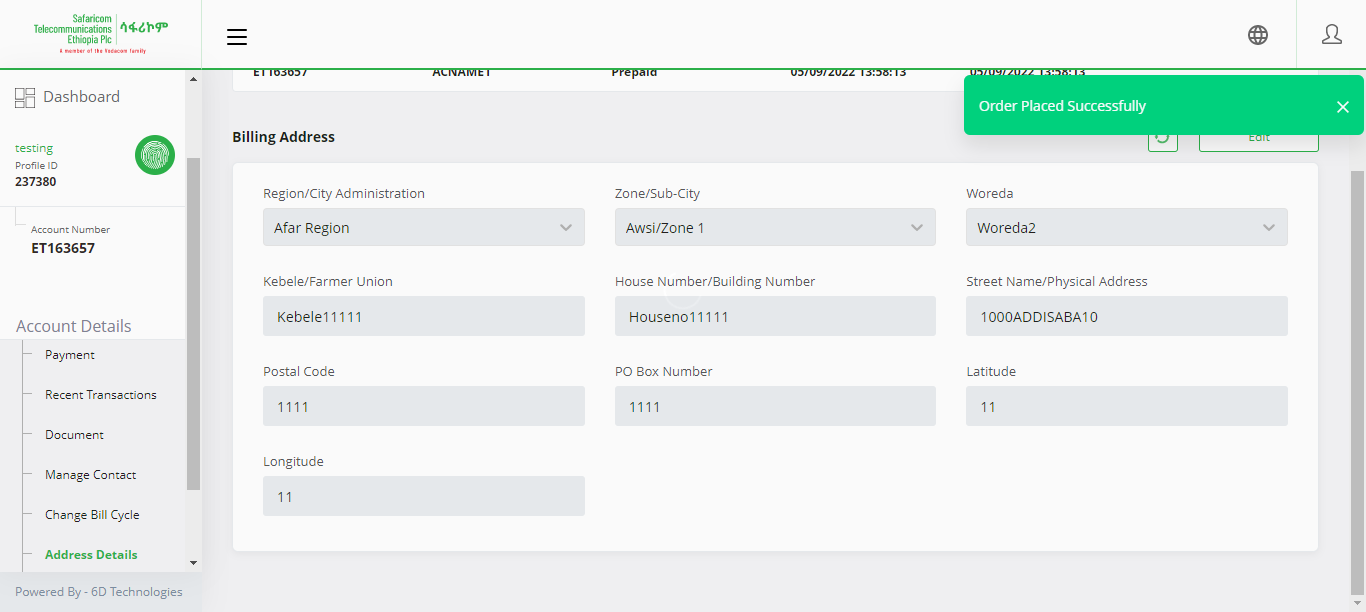 Safaricom
Telecommunications
Ethiopia Plc
ሳፋሪኮም
A member of the Vodacom family
Dashboard
testing
Profile ID
237380
Account Number
ET163657
Account Details
Payment
Recent Transactions
Document
Manage Contact
Change Bill Cycle
Address Details
Powered By - 6D Technologies
ET163657 ACNAME1 Prepaid 05/09/2022 13:58:13 05/09/2022 13:58:13
Order Placed Successfully
Billing Address
Edit
Region/City Administration Zone/Sub-City Woreda
Afar Region Awsi/Zone 1 Woreda2
Kebele/Farmer Union House Number/Building Number Street Name/Physical Address
Kebele11111 Houseno11111 1000ADDISABA10
Postal Code PO Box Number Latitude
1111 1111 11
Longitude
11